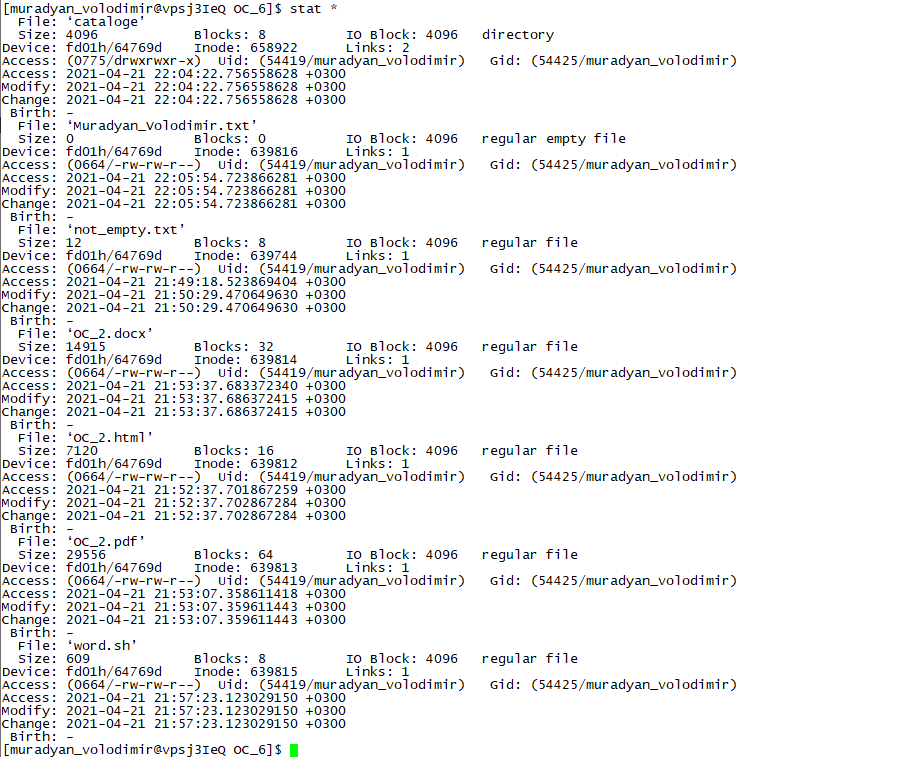 [muradyan_volodimir@vpsj3IeQ OC_6]$ stat *
  File: ‘cataloge’
  Size: 4096            Blocks: 8          IO Block: 4096   directory
Device: fd01h/64769d    Inode: 658922      Links: 2
Access: (0775/drwxrwxr-x)  Uid: (54419/muradyan_volodimir)   Gid: (54425/muradyan_volodimir)
Access: 2021-04-21 22:04:22.756558628 +0300
Modify: 2021-04-21 22:04:22.756558628 +0300
Change: 2021-04-21 22:04:22.756558628 +0300
 Birth: -
  File: ‘Muradyan_Volodimir.txt’
  Size: 0               Blocks: 0          IO Block: 4096   regular empty file
Device: fd01h/64769d    Inode: 639816      Links: 1
Access: (0664/-rw-rw-r--)  Uid: (54419/muradyan_volodimir)   Gid: (54425/muradyan_volodimir)
Access: 2021-04-21 22:05:54.723866281 +0300
Modify: 2021-04-21 22:05:54.723866281 +0300
Change: 2021-04-21 22:05:54.723866281 +0300
 Birth: -
  File: ‘not_empty.txt’
  Size: 12              Blocks: 8          IO Block: 4096   regular file
Device: fd01h/64769d    Inode: 639744      Links: 1
Access: (0664/-rw-rw-r--)  Uid: (54419/muradyan_volodimir)   Gid: (54425/muradyan_volodimir)
Access: 2021-04-21 21:49:18.523869404 +0300
Modify: 2021-04-21 21:50:29.470649630 +0300
Change: 2021-04-21 21:50:29.470649630 +0300
 Birth: -
  File: ‘OC_2.docx’
  Size: 14915           Blocks: 32         IO Block: 4096   regular file
Device: fd01h/64769d    Inode: 639814      Links: 1
Access: (0664/-rw-rw-r--)  Uid: (54419/muradyan_volodimir)   Gid: (54425/muradyan_volodimir)
Access: 2021-04-21 21:53:37.683372340 +0300
Modify: 2021-04-21 21:53:37.686372415 +0300
Change: 2021-04-21 21:53:37.686372415 +0300
 Birth: -
  File: ‘OC_2.html’
  Size: 7120            Blocks: 16         IO Block: 4096   regular file
Device: fd01h/64769d    Inode: 639812      Links: 1
Access: (0664/-rw-rw-r--)  Uid: (54419/muradyan_volodimir)   Gid: (54425/muradyan_volodimir)
Access: 2021-04-21 21:52:37.701867259 +0300
Modify: 2021-04-21 21:52:37.702867284 +0300
Change: 2021-04-21 21:52:37.702867284 +0300
 Birth: -
  File: ‘OC_2.pdf’
  Size: 29556           Blocks: 64         IO Block: 4096   regular file
Device: fd01h/64769d    Inode: 639813      Links: 1
Access: (0664/-rw-rw-r--)  Uid: (54419/muradyan_volodimir)   Gid: (54425/muradyan_volodimir)
Access: 2021-04-21 21:53:07.358611418 +0300
Modify: 2021-04-21 21:53:07.359611443 +0300
Change: 2021-04-21 21:53:07.359611443 +0300
 Birth: -
  File: ‘word.sh’
  Size: 609             Blocks: 8          IO Block: 4096   regular file
Device: fd01h/64769d    Inode: 639815      Links: 1
Access: (0664/-rw-rw-r--)  Uid: (54419/muradyan_volodimir)   Gid: (54425/muradyan_volodimir)
Access: 2021-04-21 21:57:23.123029150 +0300
Modify: 2021-04-21 21:57:23.123029150 +0300
Change: 2021-04-21 21:57:23.123029150 +0300
 Birth: -
[muradyan_volodimir@vpsj3IeQ OC_6]$